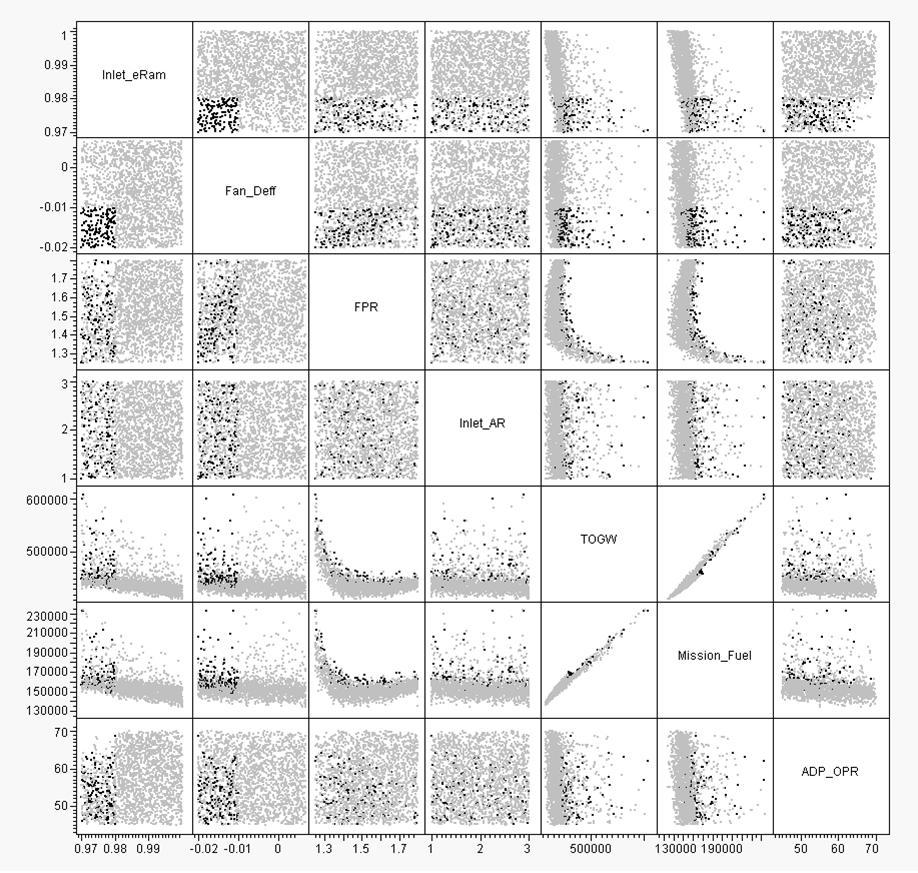 1
0.99
0.98
0.97
Inlet_eRam
0
-0.01
-0.02
Fan_Deff
1.7
1.6
1.5
1.4
1.3
FPR
3
2
1
Inlet_AR
600000
500000
TOGW
230000
210000
190000
170000
150000
130000
Mission_Fuel
70
60
50
ADP_OPR
0.97 0.98 0.99
-0.02 -0.01 0
1.3 1.5 1.7
1 2 3
500000
130000 190000
50 60 70